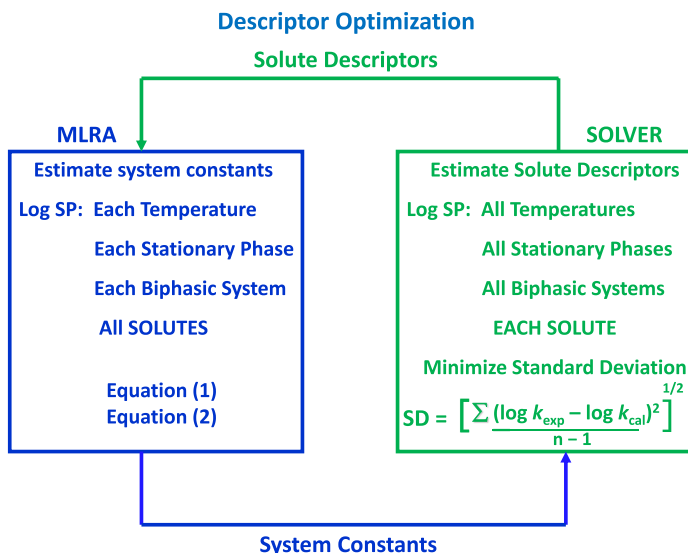 Descriptor Optimization
Solute Descriptors
MLRA
Estimate system constants
Log SP: Each Temperature
Each Stationary Phase
Each Biphasic System
All SOLUTES
Equation (1)
Equation (2)
SOLVER
Estimate Solute Descriptors
Log SP: All Temperatures
All Stationary Phases
All Biphasic Systems
EACH SOLUTE
Minimize Standard Deviation
SD = [ Σ (log k_exp – log k_cal)² / n – 1 ]^1/2
System Constants